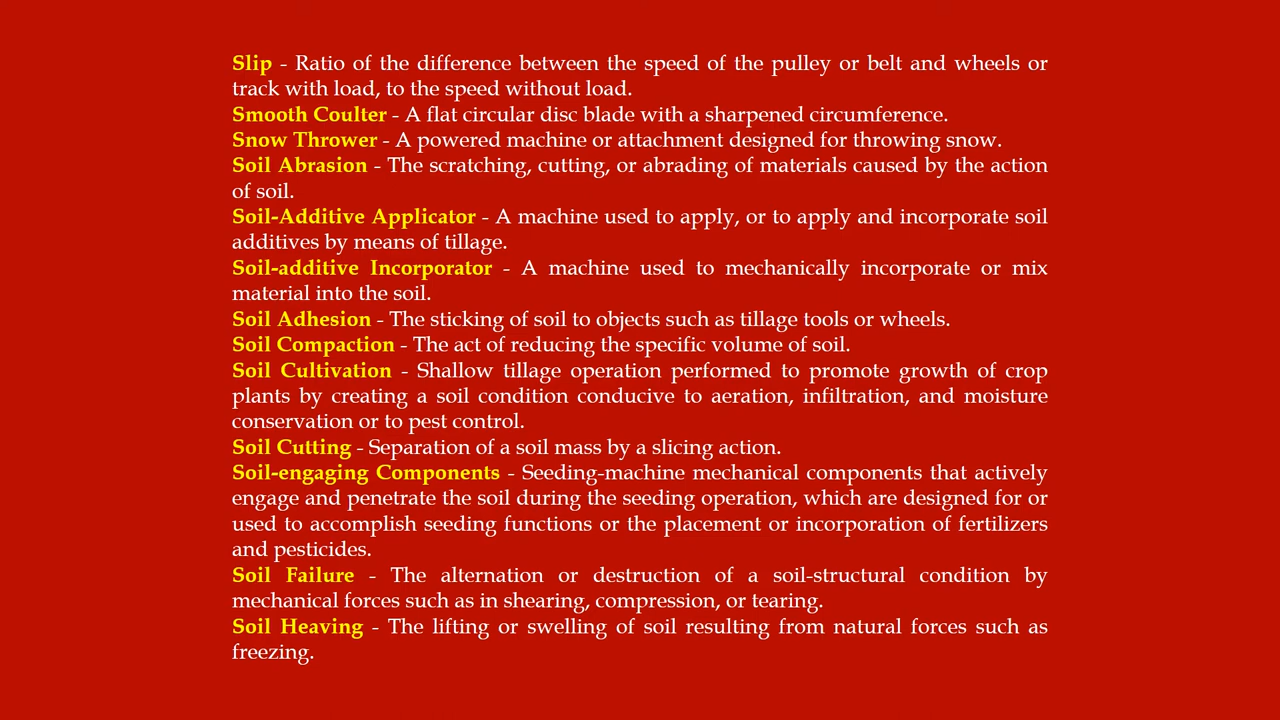 Slip - Ratio of the difference between the speed of the pulley or belt and wheels or
track with load, to the speed without load.
Smooth Coulter - A flat circular disc blade with a sharpened circumference.
Snow Thrower - A powered machine or attachment designed for throwing snow.
Soil Abrasion - The scratching, cutting, or abrading of materials caused by the action
of soil.
Soil-Additive Applicator - A machine used to apply, or to apply and incorporate soil
additives by means of tillage.
Soil-additive Incorporator - A machine used to mechanically incorporate or mix
material into the soil.
Soil Adhesion - The sticking of soil to objects such as tillage tools or wheels.
Soil Compaction - The act of reducing the specific volume of soil.
Soil Cultivation - Shallow tillage operation performed to promote growth of crop
plants by creating a soil condition conducive to aeration, infiltration, and moisture
conservation or to pest control.
Soil Cutting - Separation of a soil mass by a slicing action.
Soil-engaging Components - Seeding-machine mechanical components that actively
engage and penetrate the soil during the seeding operation, which are designed for or
used to accomplish seeding functions or the placement or incorporation of fertilizers
and pesticides.
Soil Failure - The alternation or destruction of a soil-structural condition by
mechanical forces such as in shearing, compression, or tearing.
Soil Heaving - The lifting or swelling of soil resulting from natural forces such as
freezing.